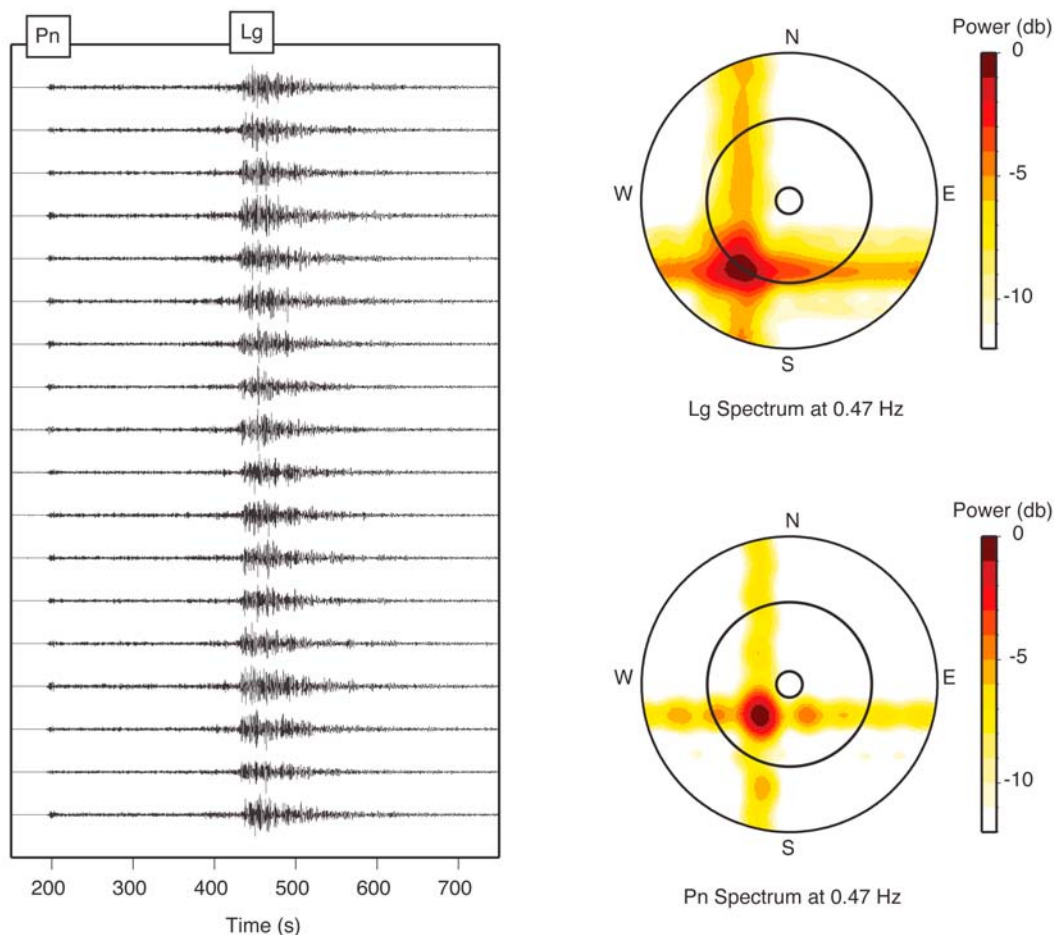 Pn
Lg
200 300 400 500 600 700
Time (s)
N
W
E
S
Power (db)
0
-5
-10
Lg Spectrum at 0.47 Hz
N
W
E
S
Power (db)
0
-5
-10
Pn Spectrum at 0.47 Hz